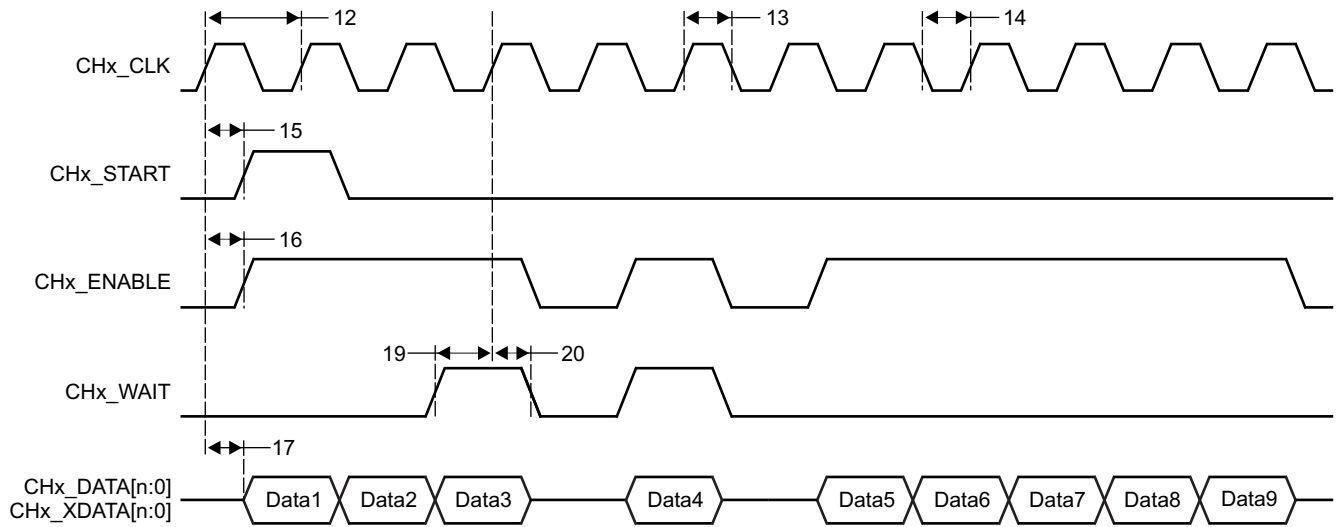 12
13
14
CHx_CLK
15
CHx_START
16
CHx_ENABLE
19
20
CHx_WAIT
17
CHx_DATA[n:0]
CHx_XDATA[n:0]
Data1 Data2 Data3 Data4 Data5 Data6 Data7 Data8 Data9